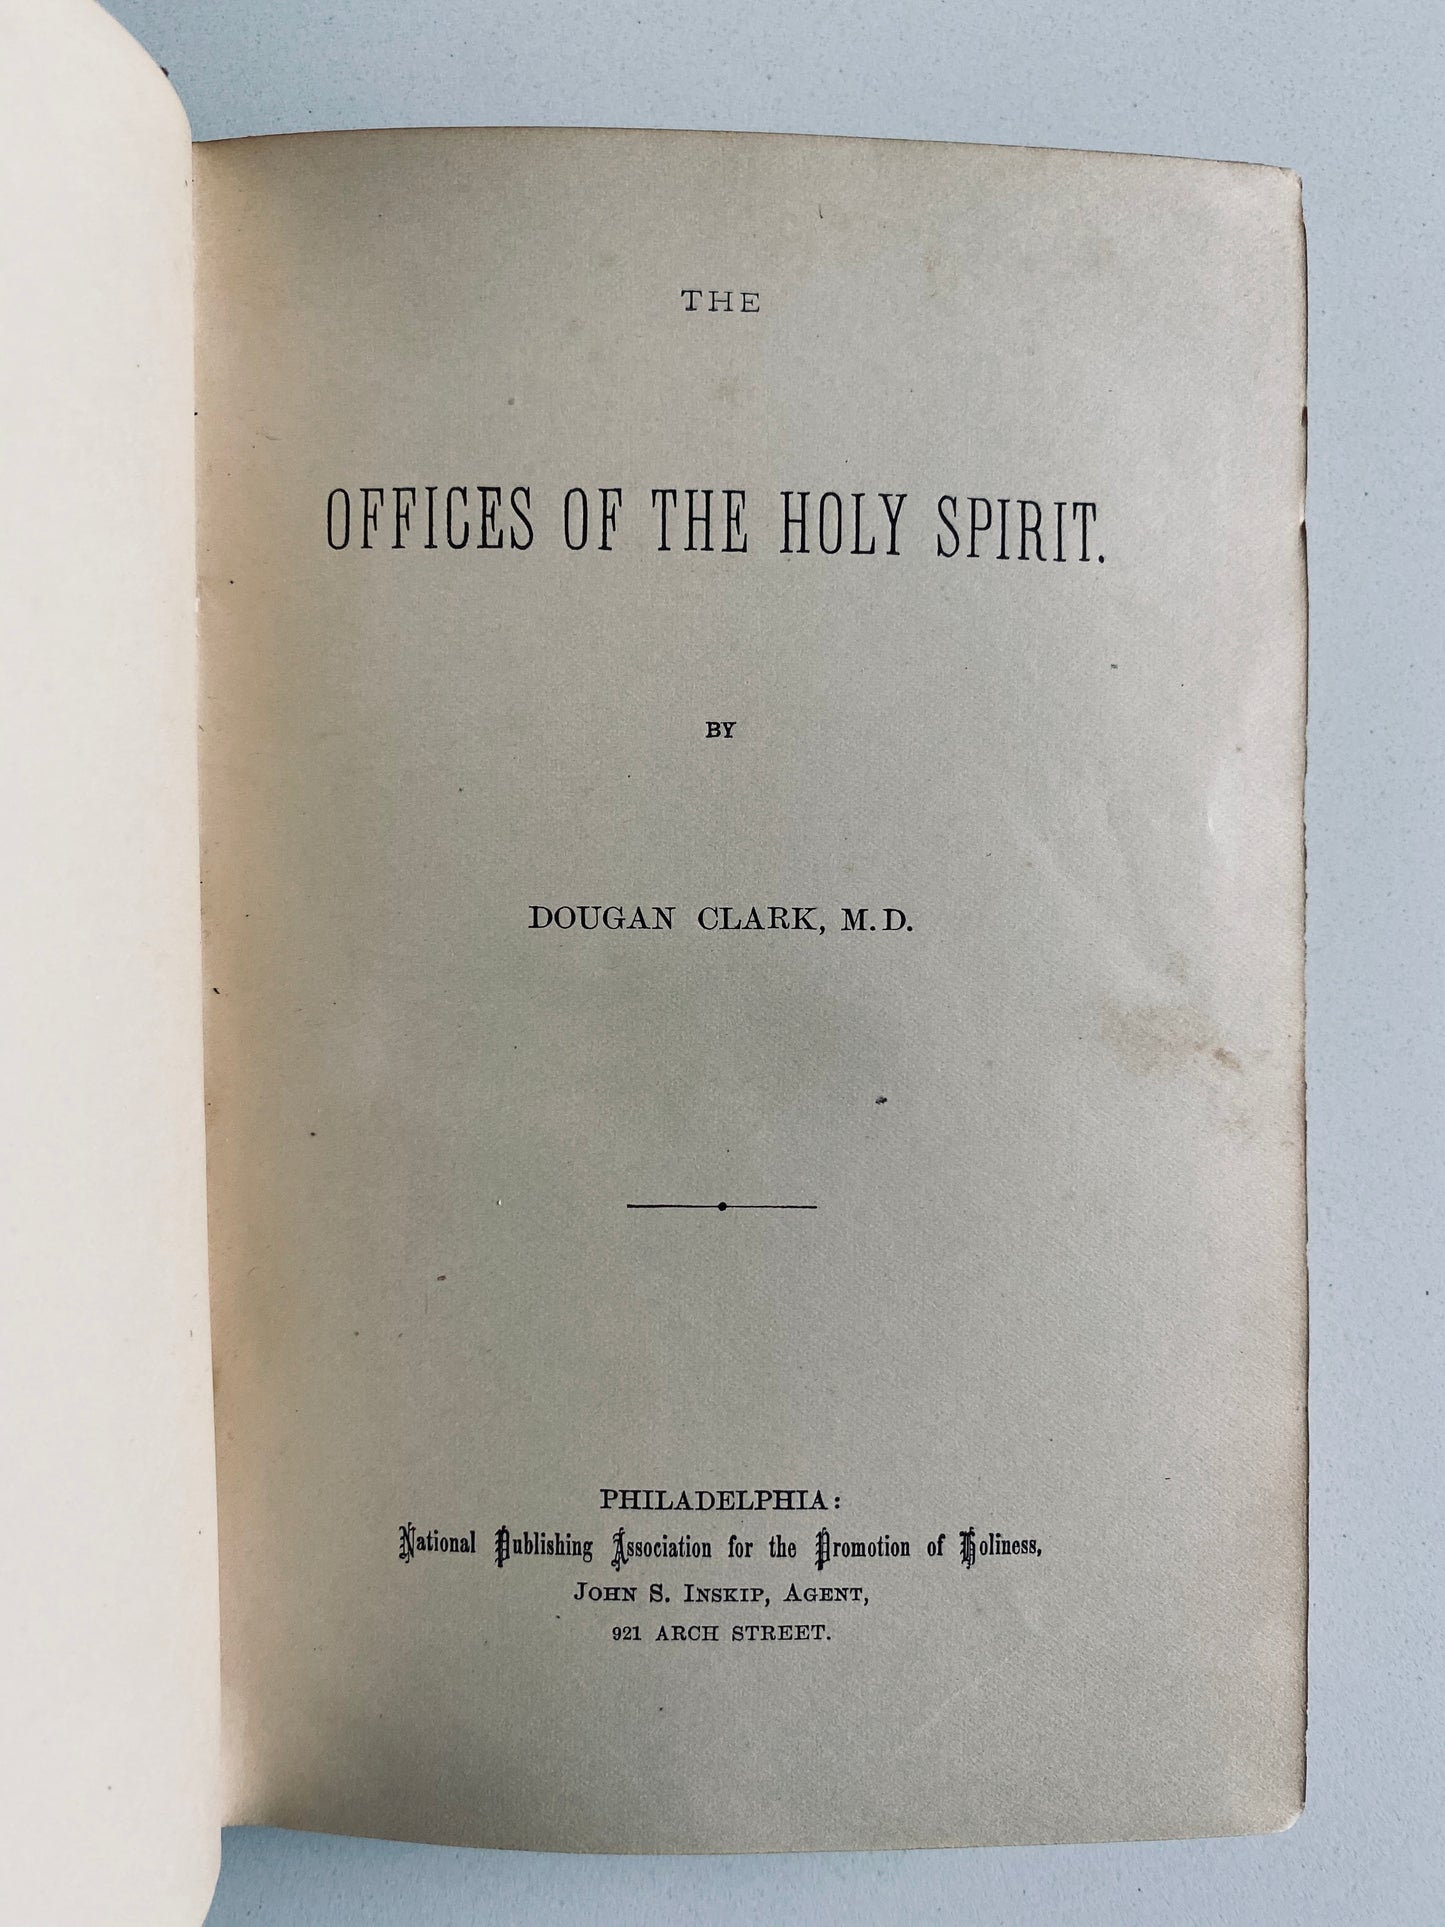 THE
OFFICES OF THE HOLY SPIRIT.
BY
DOUGAN CLARK, M.D.
PHILADELPHIA:
National Publishing Association for the Promotion of Holiness,
JOHN S. INSKIP, AGENT,
921 ARCH STREET.